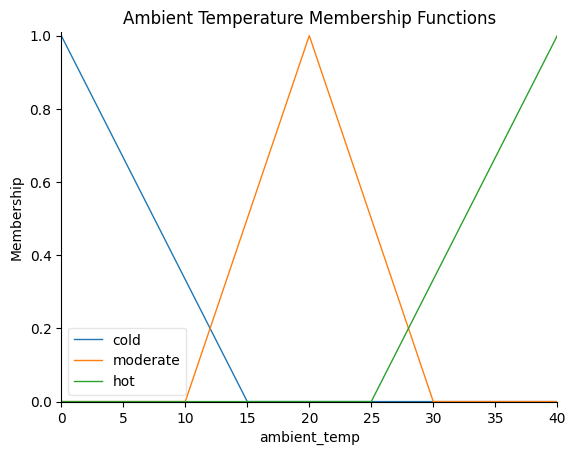 Ambient Temperature Membership Functions
Membership
1.0
0.8
0.6
0.4
0.2
0.0
cold
moderate
hot
0 5 10 15 20 25 30 35 40
ambient_temp